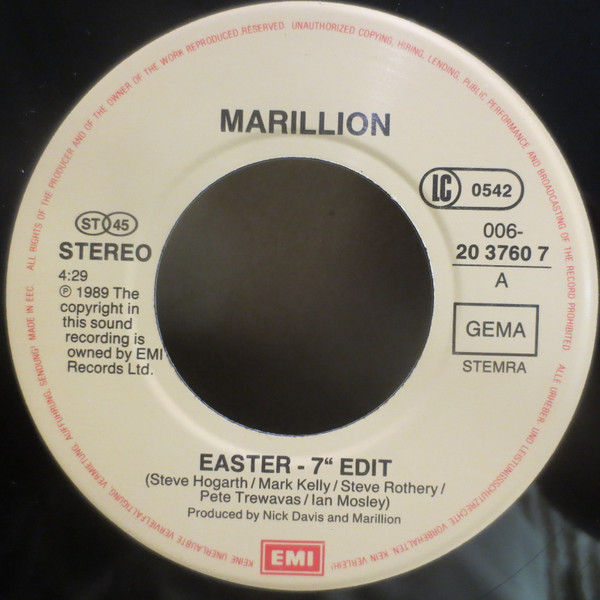 ALL RIGHTS OF THE PRODUCER AND OF THE OWNER OF THE WORK REPRODUCED RESERVED UNAUTHORIZED COPYING, HIRING, LENDING, PUBLIC PERFORMANCE AND BROADCASTING OF THE RECORD PROHIBITED
MARILLION
LC 0542
ST 45
STEREO
006-
20 3760 7
A
4:29
℗ 1989 The
copyright in
this sound
recording is
owned by EMI
Records Ltd.
GEMA
STEMRA
EASTER - 7“ EDIT
(Steve Hogarth / Mark Kelly / Steve Rothery /
Pete Trewavas / Ian Mosley)
Produced by Nick Davis and Marillion
EMI
ALLE URHEBER- UND LEISTUNGSSCHUTZRECHTE VORBEHALTEN KEIN VERLEIH! KEINE UNERLAUBTE VERVIELFÄLTIGUNG, VERMIETUNG, AUFFÜHRUNG, SENDUNG! MADE IN EEC.